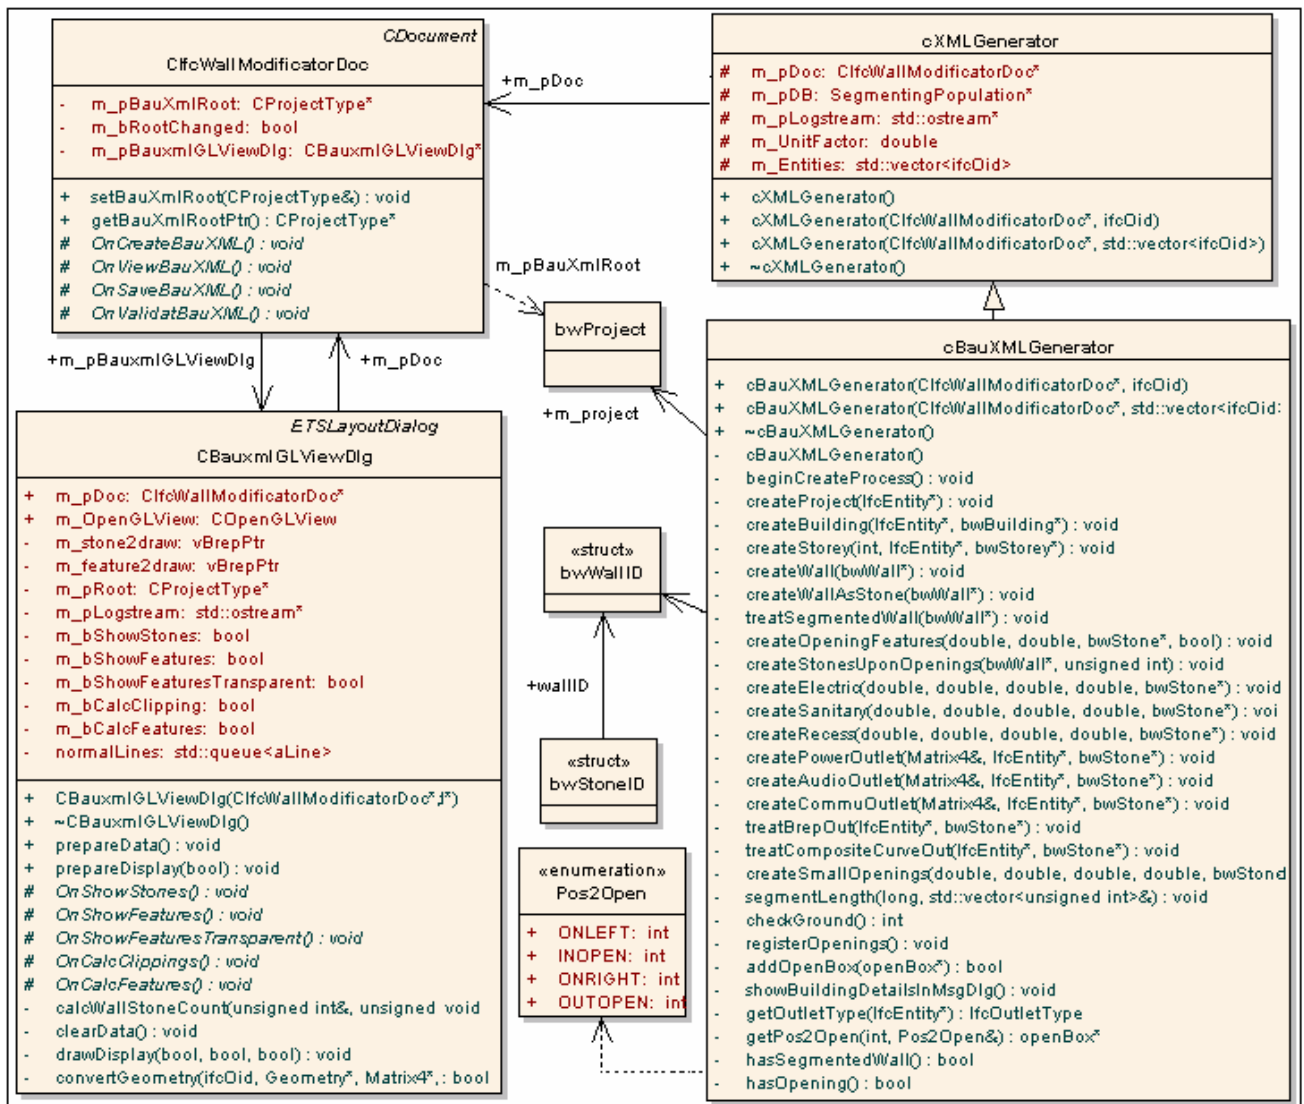 CDocument
CIfcWallModificatorDoc
- m_pBauXmlRoot: CProjectType*
- m_bRootChanged: bool
- m_pBauxmlGLViewDlg: CBauxmlGLViewDlg*
+ setBauXmlRoot(CProjectType&) : void
+ getBauXmlRootPtr() : CProjectType*
# OnCreateBauXML() : void
# OnViewBauXML() : void
# OnSaveBauXML() : void
# OnValidatBauXML() : void
+m_pDoc
cXMLGenerator
# m_pDoc: CIfcWallModificatorDoc*
# m_pDB: SegmentingPopulation*
# m_pLogstream: std::ostream*
# m_UnitFactor: double
# m_Entities: std::vector<ifcOid>
+ cXMLGenerator()
+ cXMLGenerator(CIfcWallModificatorDoc*, ifcOid)
+ cXMLGenerator(CIfcWallModificatorDoc*, std::vector<ifcOid>)
+ ~cXMLGenerator()
m_pBauXmlRoot
bwProject
+m_project
+m_pBauxmlGLViewDlg
+m_pDoc
ETSLayoutDialog
CBauxmlGLViewDlg
+ m_pDoc: CIfcWallModificatorDoc*
+ m_OpenGLView: COpenGLView
- m_stone2draw: vBrepPtr
- m_feature2draw: vBrepPtr
- m_pRoot: CProjectType*
- m_pLogstream: std::ostream*
- m_bShowStones: bool
- m_bShowFeatures: bool
- m_bShowFeaturesTransparent: bool
- m_bCalcClipping: bool
- m_bCalcFeatures: bool
- normalLines: std::queue<aLine>
+ CBauxmlGLViewDlg(CIfcWallModificatorDoc*,I*)
+ ~CBauxmlGLViewDlg()
+ prepareData() : void
+ prepareDisplay(bool) : void
# OnShowStones() : void
# OnShowFeatures() : void
# OnShowFeaturesTransparent() : void
# OnCalcClippings() : void
# OnCalcFeatures() : void
- calcWallStoneCount(unsigned int&, unsigned void
- clearData() : void
- drawDisplay(bool, bool, bool) : void
- convertGeometry(ifcOid, Geometry*, Matrix4*, : bool
«struct»
bwWallID
+wallID
«struct»
bwStoneID
«enumeration»
Pos2Open
+ ONLEFT: int
+ INOPEN: int
+ ONRIGHT: int
+ OUTOPEN: int
cBauXMLGenerator
+ cBauXMLGenerator(CIfcWallModificatorDoc*, ifcOid)
+ cBauXMLGenerator(CIfcWallModificatorDoc*, std::vector<ifcOid:
+ ~cBauXMLGenerator()
- cBauXMLGenerator()
- beginCreateProcess() : void
- createProject(IfcEntity*) : void
- createBuilding(IfcEntity*, bwBuilding*) : void
- createStorey(int, IfcEntity*, bwStorey*) : void
- createWall(bwWall*) : void
- createWallAsStone(bwWall*) : void
- treatSegmentedWall(bwWall*) : void
- createOpeningFeatures(double, double, bwStone*, bool) : void
- createStonesUponOpenings(bwWall*, unsigned int) : void
- createElectric(double, double, double, double, bwStone*) : void
- createSanitary(double, double, double, double, bwStone*) : voi
- createRecess(double, double, double, double, bwStone*) : void
- createPowerOutlet(Matrix4&, IfcEntity*, bwStone*) : void
- createAudioOutlet(Matrix4&, IfcEntity*, bwStone*) : void
- createCommuOutlet(Matrix4&, IfcEntity*, bwStone*) : void
- treatBrepOut(IfcEntity*, bwStone*) : void
- treatCompositeCurveOut(IfcEntity*, bwStone*) : void
- createSmallOpenings(double, double, double, double, bwStond
- segmentLength(long, std::vector<unsigned int>&) : void
- checkGround() : int
- registerOpenings() : void
- addOpenBox(openBox*) : bool
- showBuildingDetailsInMsgDlg() : void
- getOutletType(IfcEntity*) : IfcOutletType
- getPos2Open(int, Pos2Open&) : openBox*
- hasSegmentedWall() : bool
- hasOpening() : bool